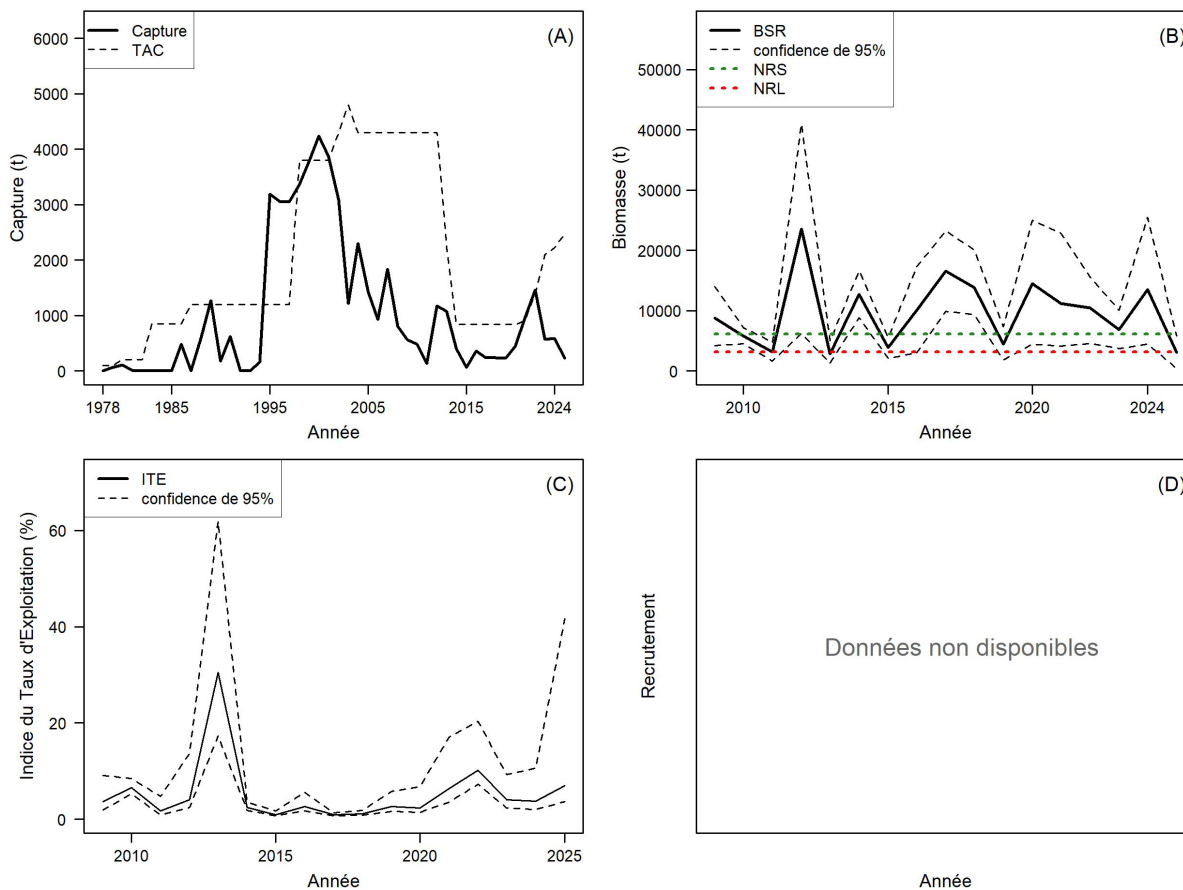 Capture
TAC
(A)
6000
5000
4000
3000
2000
1000
0
Capture (t)
1978
1985
1995
2005
2015
2024
Année
BSR
confidence de 95%
NRS
NRL
(B)
50000
40000
30000
20000
10000
0
Biomasse (t)
2010
2015
2020
2024
Année
ITE
confidence de 95%
(C)
60
40
20
0
Indice du Taux d'Exploitation (%)
2010
2015
2020
2025
Année
(D)
Recrutement
Données non disponibles
Année